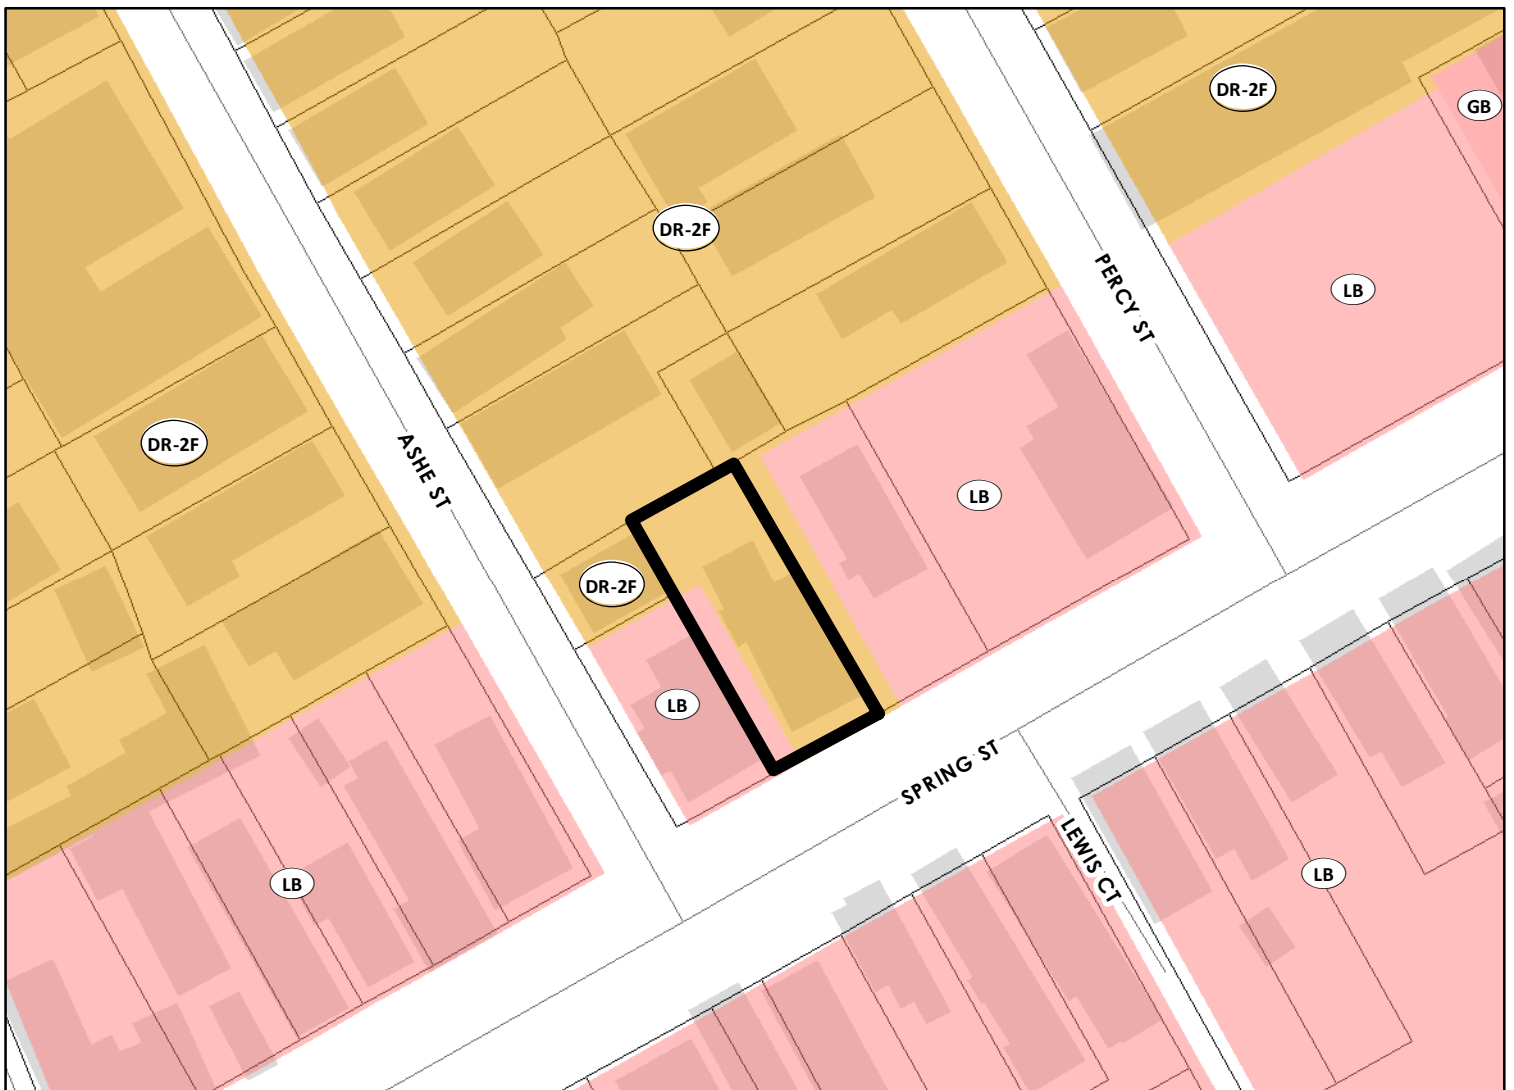 DR-2F
GB
DR-2F
LB
PERCY ST
DR-2F
ASHE ST
LB
DR-2F
LB
SPRING ST
LEWIS CT
LB
LB